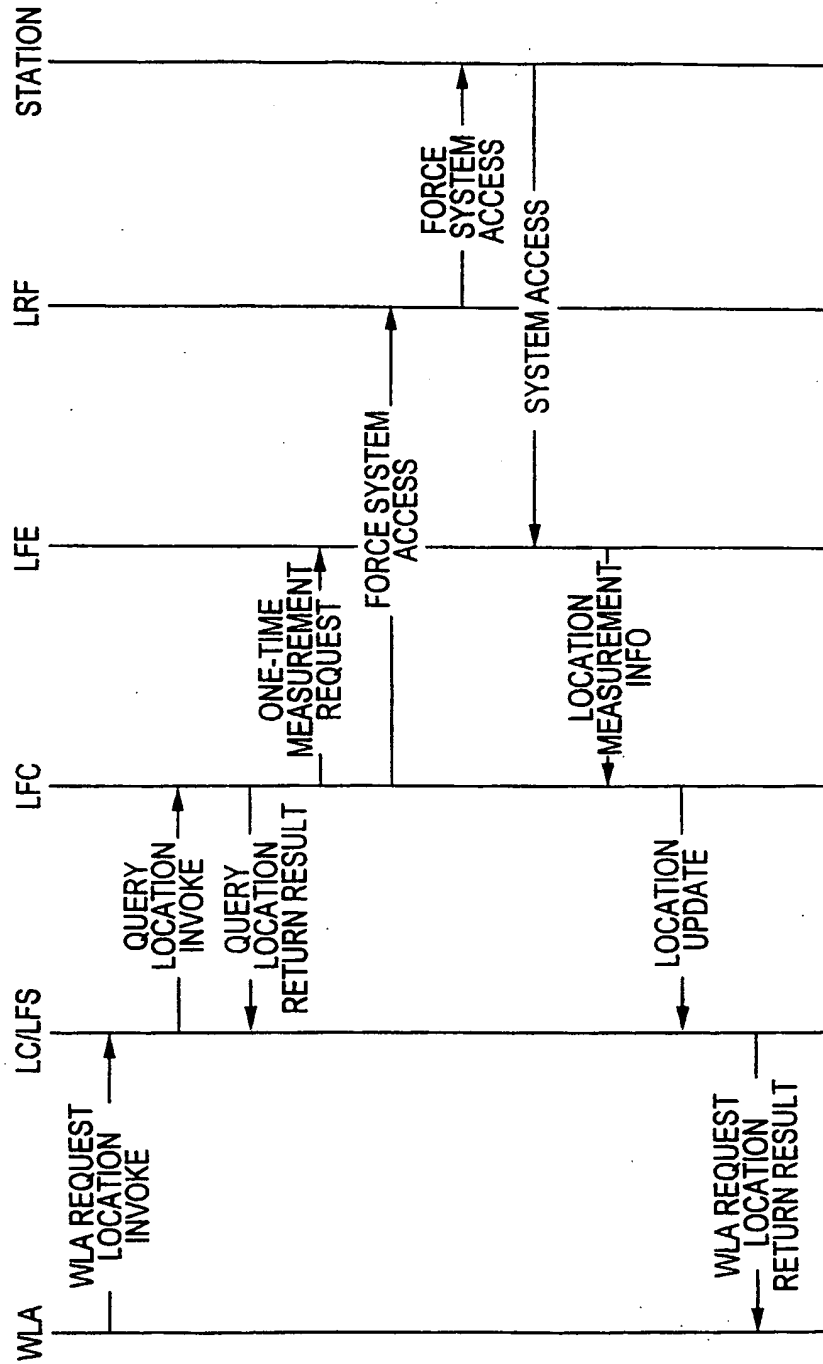 WLA
LC/LFS
LFC
LFE
LRF
STATION
WLA REQUEST
LOCATION
INVOKE
QUERY
LOCATION
INVOKE
QUERY
LOCATION
RETURN RESULT
ONE-TIME
MEASUREMENT
REQUEST
FORCE SYSTEM
ACCESS
FORCE
SYSTEM
ACCESS
SYSTEM ACCESS
LOCATION
MEASUREMENT
INFO
LOCATION
UPDATE
WLA REQUEST
LOCATION
RETURN RESULT